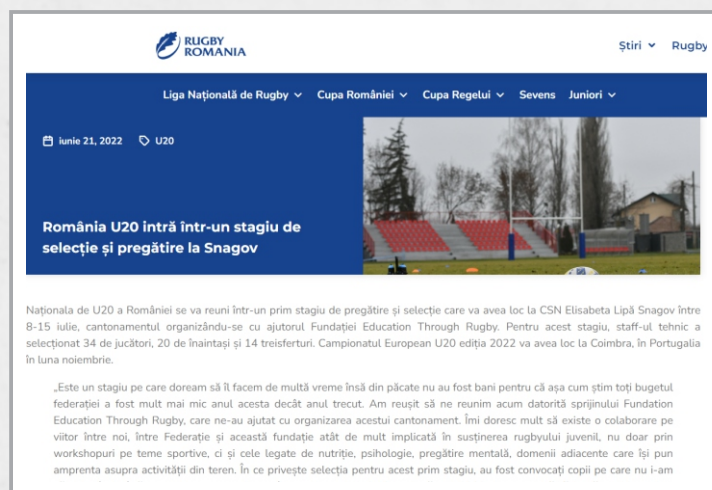 RUGBY
ROMANIA
Știri
Rugby
Liga Națională de Rugby
Cupa României
Cupa Regelui
Sevens
Juniori
iunie 21, 2022
U20
România U20 intră într-un stagiu de
selecție și pregătire la Snagov
Naționala de U20 a României se va reuni într-un prim stagiu de pregătire și selecție care va avea loc la CSN Elisabeta Lipă Snagov între
8-15 iulie, cantonamentul organizându-se cu ajutorul Fundației Education Through Rugby. Pentru acest stagiu, staff-ul tehnic a
selecționat 34 de jucători, 20 de înaintași și 14 treisferturi. Campionatul European U20 ediția 2022 va avea loc la Coimbra, în Portugalia
în luna noiembrie.
„Este un stagiu pe care doream să îl facem de multă vreme însă din păcate nu au fost bani pentru că așa cum știm toți bugetul
federației a fost mult mai mic anul acesta decât anul trecut. Am reușit să ne reunim acum datorită sprijinului Fundation
Education Through Rugby, care ne-au ajutat cu organizarea acestui cantonament. Îmi doresc mult să existe o colaborare pe
viitor între noi, între Federație și această fundație atât de mult implicată în susținerea rugbyului juvenil, nu doar prin
workshopuri pe teme sportive, ci și cele legate de nutriție, psihologie, pregătire mentală, domenii adiacente care își pun
amprenta asupra activității din teren. În ce privește selecția pentru acest prim stagiu, au fost convocați copii pe care nu i-am